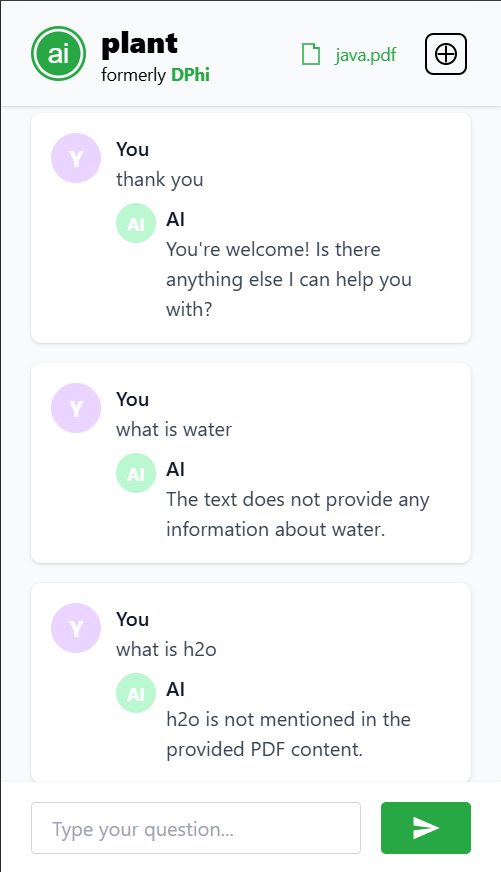 ai plant
formerly DPhi
java.pdf
Y You
thank you
AI AI
You're welcome! Is there
anything else I can help you
with?
Y You
what is water
AI AI
The text does not provide any
information about water.
Y You
what is h2o
AI AI
h2o is not mentioned in the
provided PDF content.
Type your question...